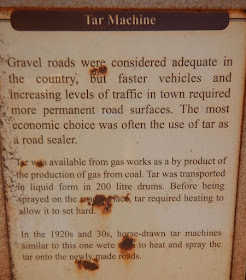 Tar Machine
Gravel roads were considered adequate in
the country, but faster vehicles and
increasing levels of traffic in town required
more permanent road surfaces. The most
economic choice was often the use of tar as
a road sealer.
Tar was available from gas works as a by product of
the production of gas from coal. Tar was transported
in liquid form in 200 litre drums. Before being
sprayed on the road surface, tar required heating to
allow it to set hard.
In the 1920s and 30s, horse-drawn tar machines
similar to this one were used to heat and spray the
tar onto the newly made roads.